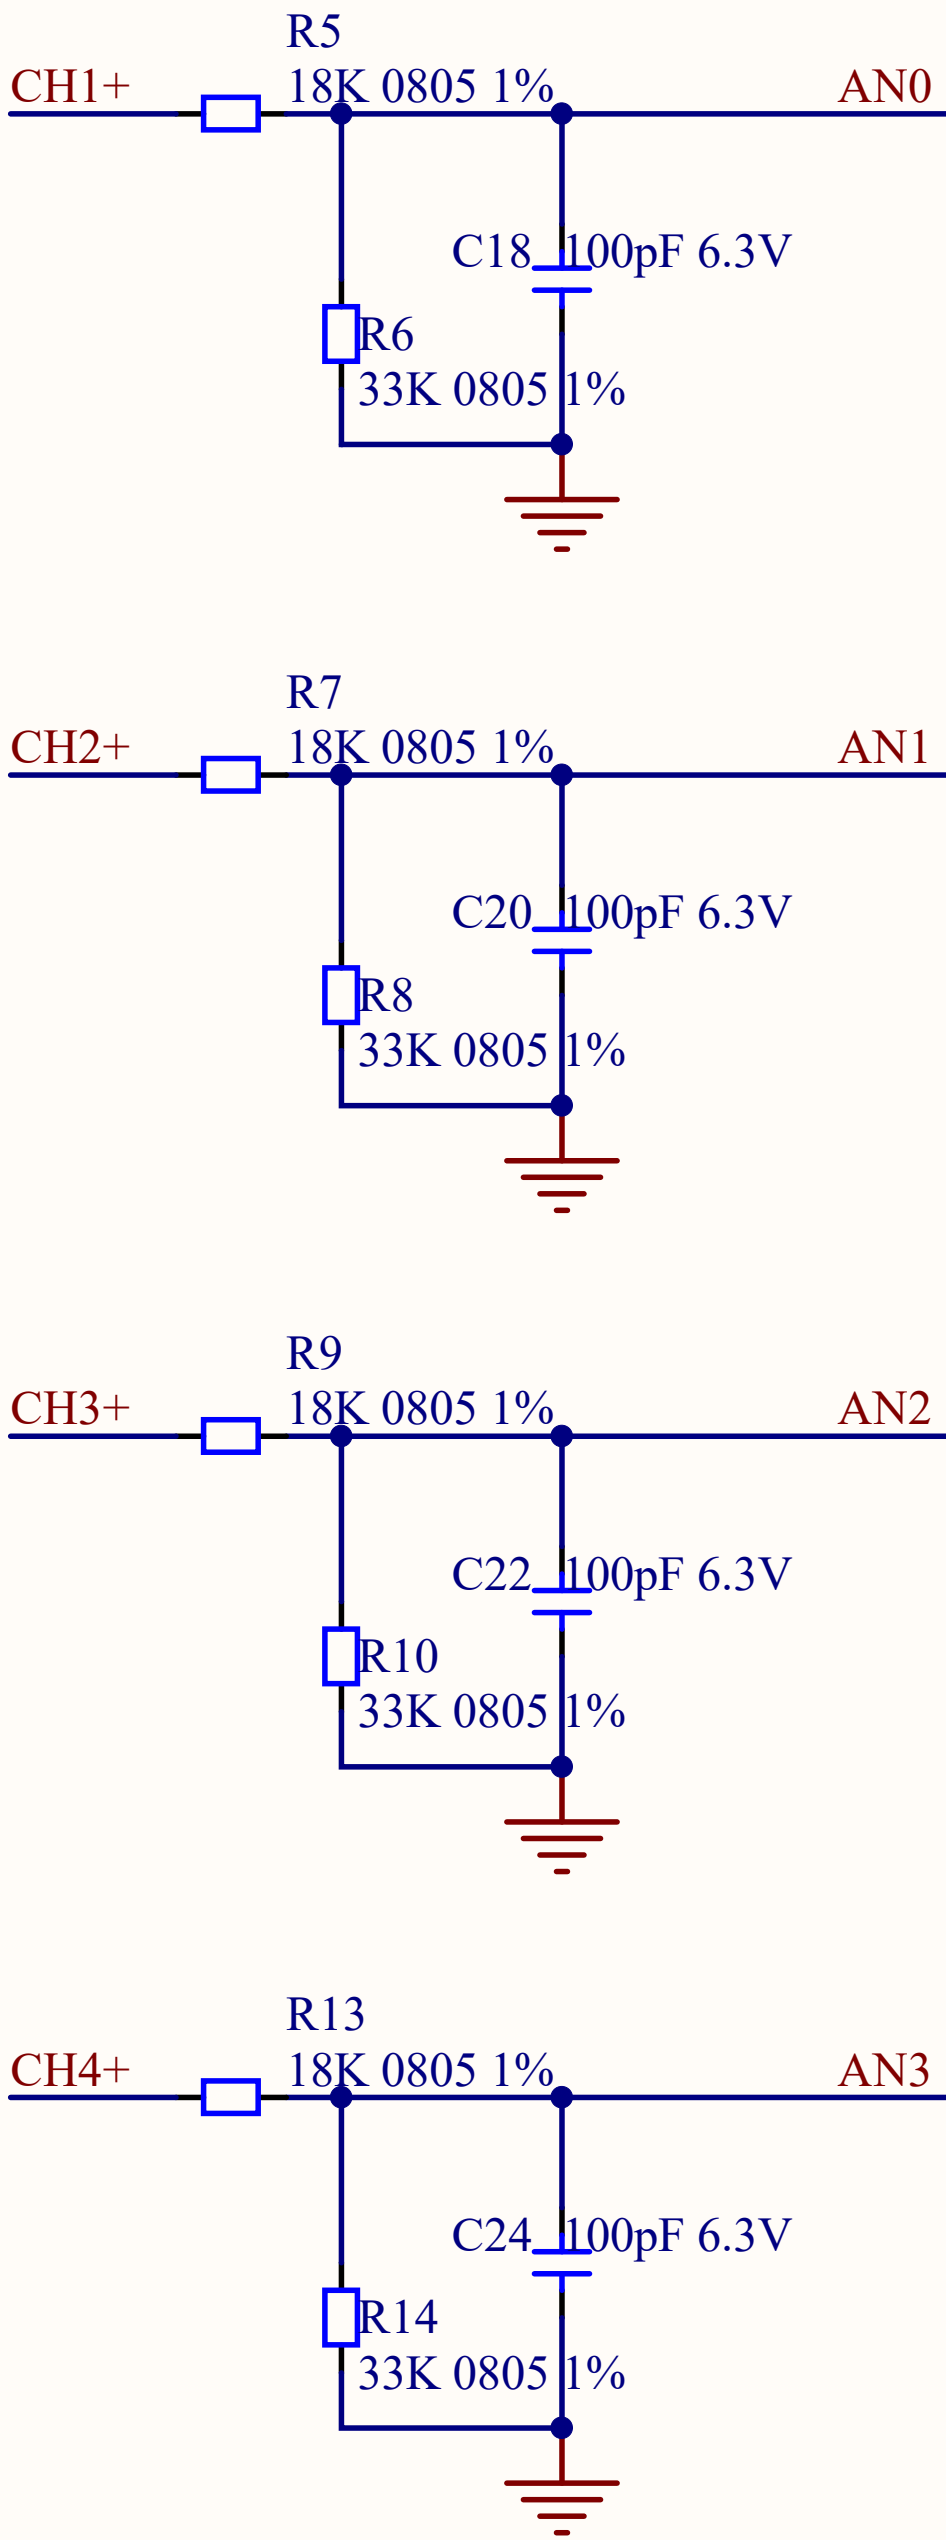 R5
18K 0805 1%
CH1+
AN0
C18
100pF 6.3V
R6
33K 0805 1%
R7
18K 0805 1%
CH2+
AN1
C20
100pF 6.3V
R8
33K 0805 1%
R9
18K 0805 1%
CH3+
AN2
C22
100pF 6.3V
R10
33K 0805 1%
R13
18K 0805 1%
CH4+
AN3
C24
100pF 6.3V
R14
33K 0805 1%